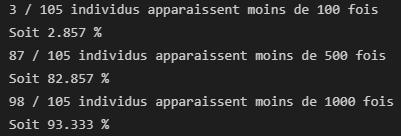 3 / 105 individus apparaissent moins de 100 fois
Soit 2.857 %
87 / 105 individus apparaissent moins de 500 fois
Soit 82.857 %
98 / 105 individus apparaissent moins de 1000 fois
Soit 93.333 %